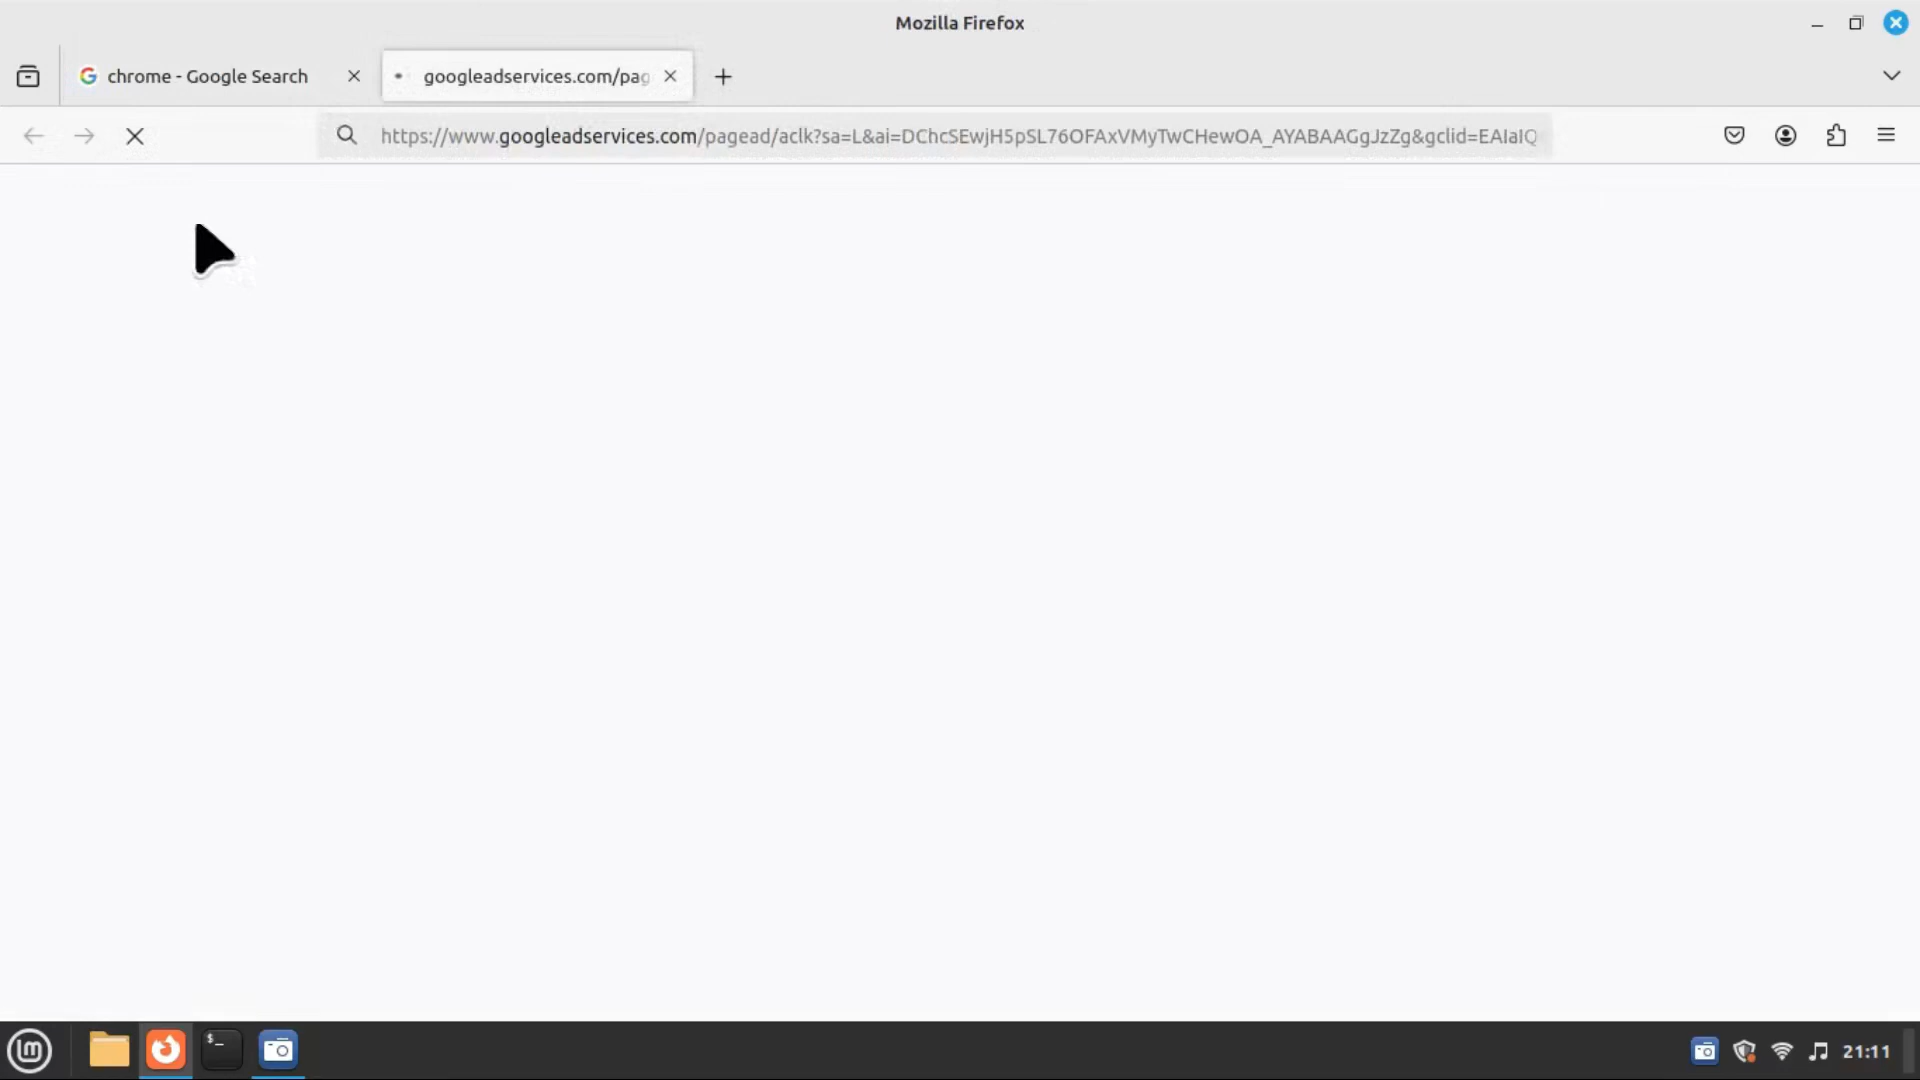 Mozilla Firefox
chrome - Google Search
googleadservices.com/pag
https://www.googleadservices.com/pagead/aclk?sa=L&ai=DChcSEwjH5pSL76OFAxVMyTwCHewOA_AYABAAGgJzZg&gclid=EAIaIQ
$_
21:11